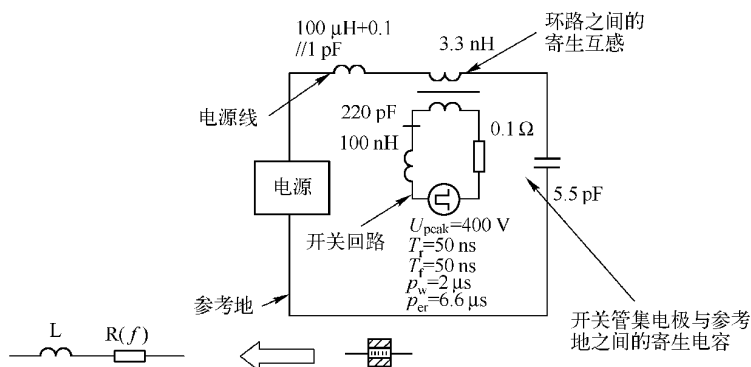 100 μH+0.1
//1 pF
3.3 nH
环路之间的
寄生互感
电源线
220 pF
100 nH
0.1 Ω
电源
5.5 pF
开关回路
Upcak=400 V
Tr=50 ns
Tf=50 ns
pw=2 μs
per=6.6 μs
参考地
开关管集电极与参考
地之间的寄生电容
L
R(f)